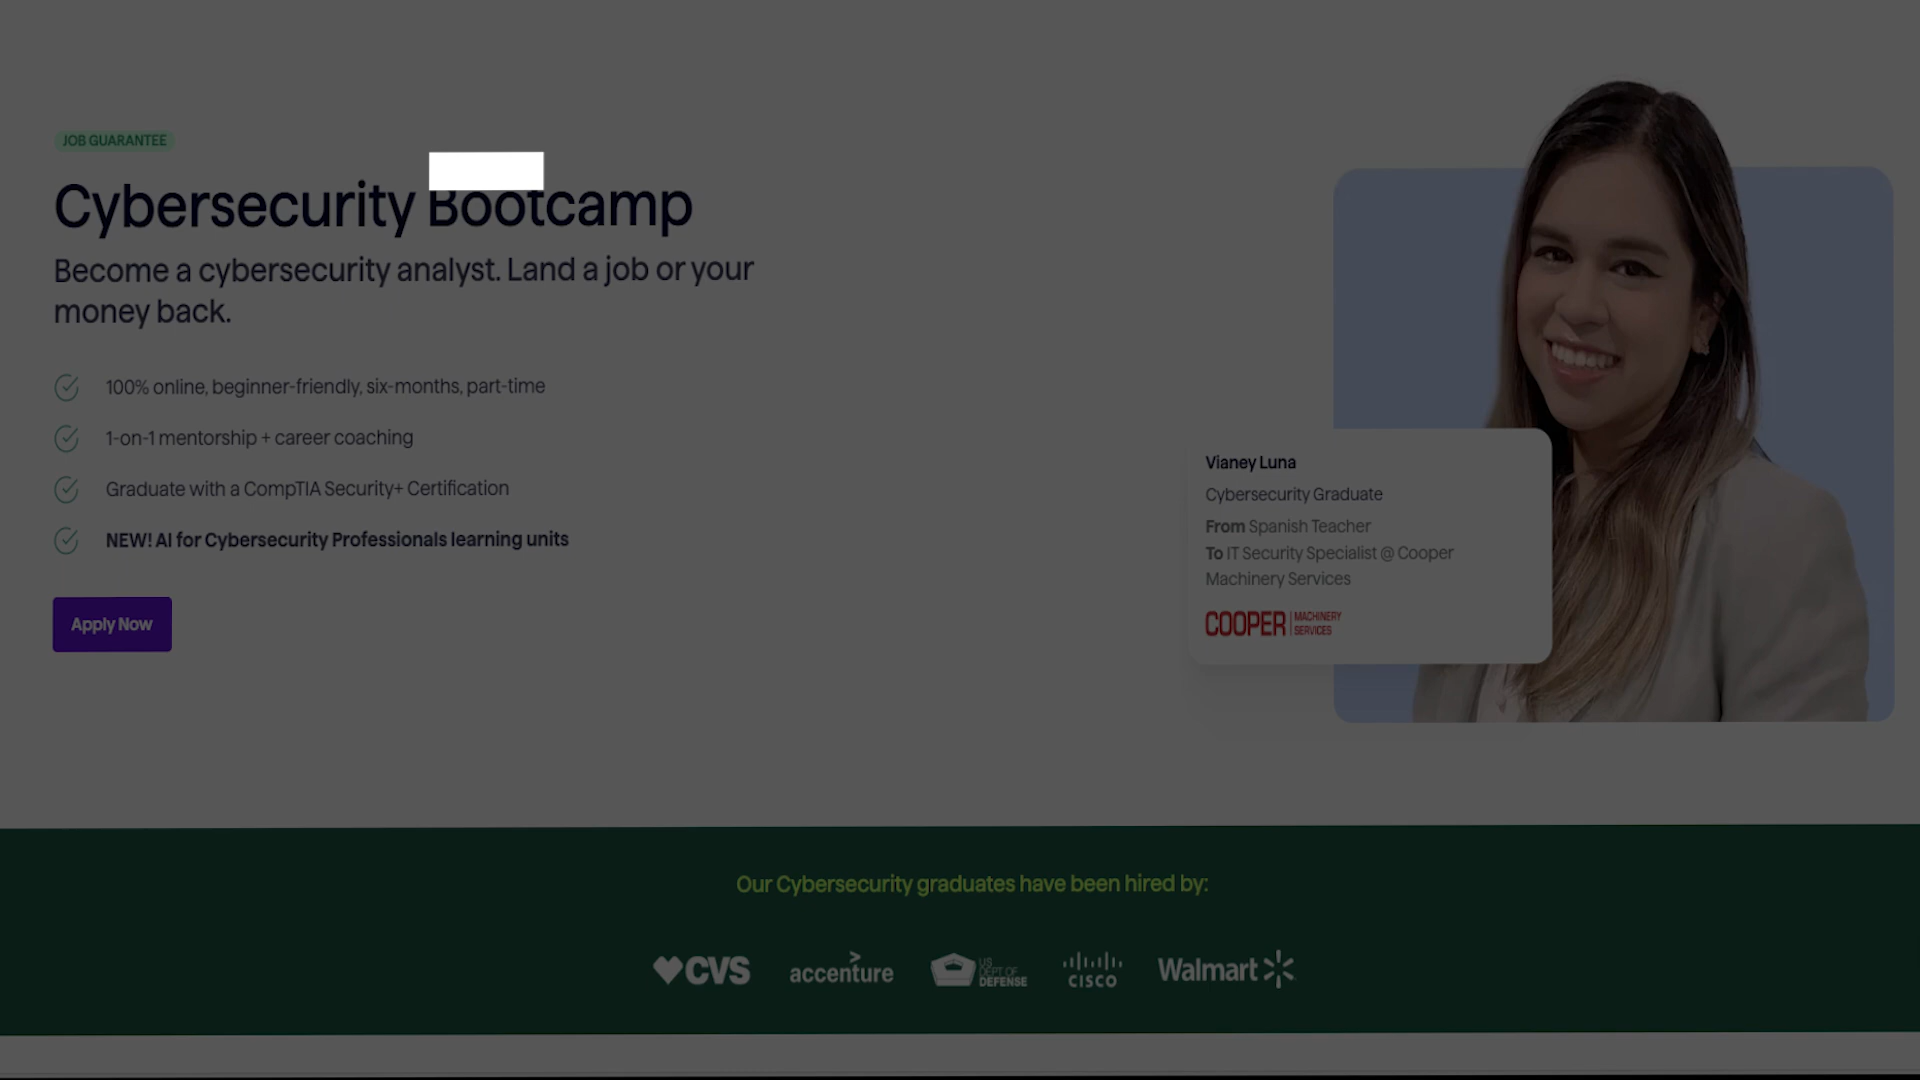 JOB GUARANTEE
Cybersecurity Bootcamp
Become a cybersecurity analyst. Land a job or your
money back.
100% online, beginner-friendly, six-months, part-time
1-on-1 mentorship + career coaching
Graduate with a CompTIA Security+ Certification
NEW! AI for Cybersecurity Professionals learning units
Apply Now
Vianey Luna
Cybersecurity Graduate
From Spanish Teacher
To IT Security Specialist @ Cooper
Machinery Services
COOPER MACHINERY
SERVICES
Our Cybersecurity graduates have been hired by:
CVS
accenture
US
DEPT OF
DEFENSE
CISCO
Walmart